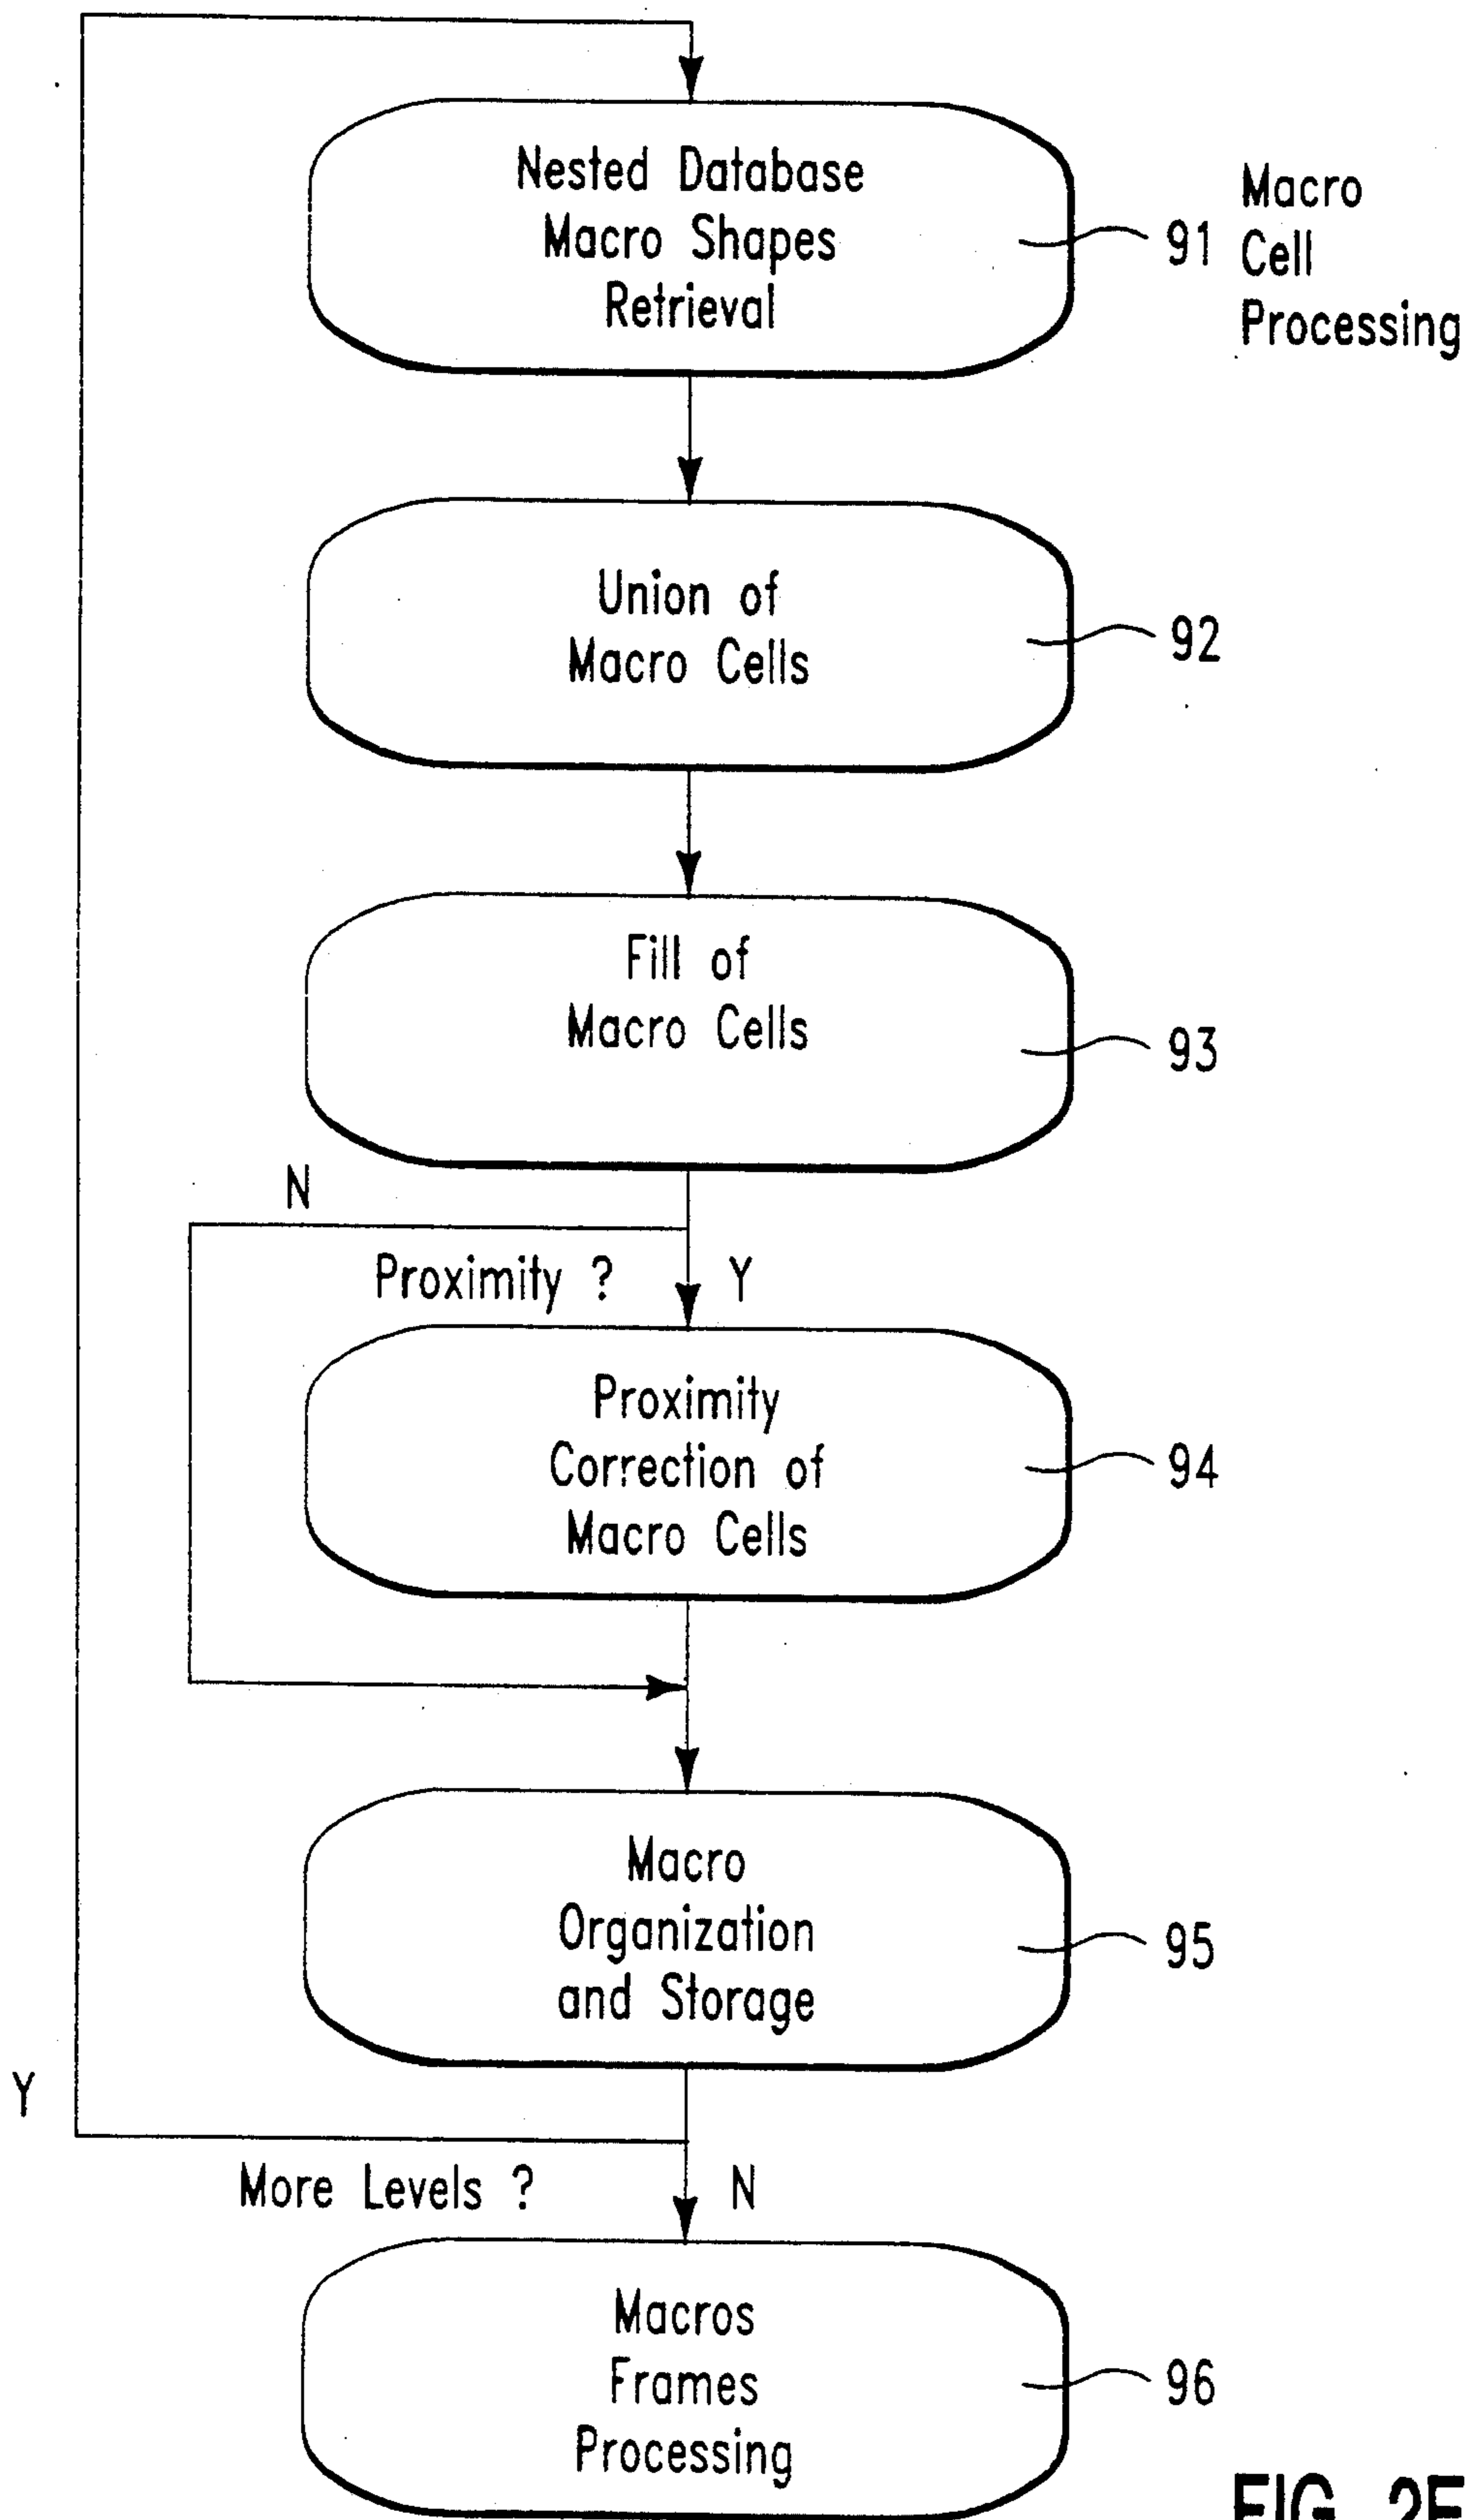 Nested Database
Macro Shapes
Retrieval
91
Macro
Cell
Processing
Union of
Macro Cells
92
Fill of
Macro Cells
93
N
Proximity ?
Y
Proximity
Correction of
Macro Cells
94
Macro
Organization
and Storage
95
Y
More Levels ?
N
Macros
Frames
Processing
96
FIG.